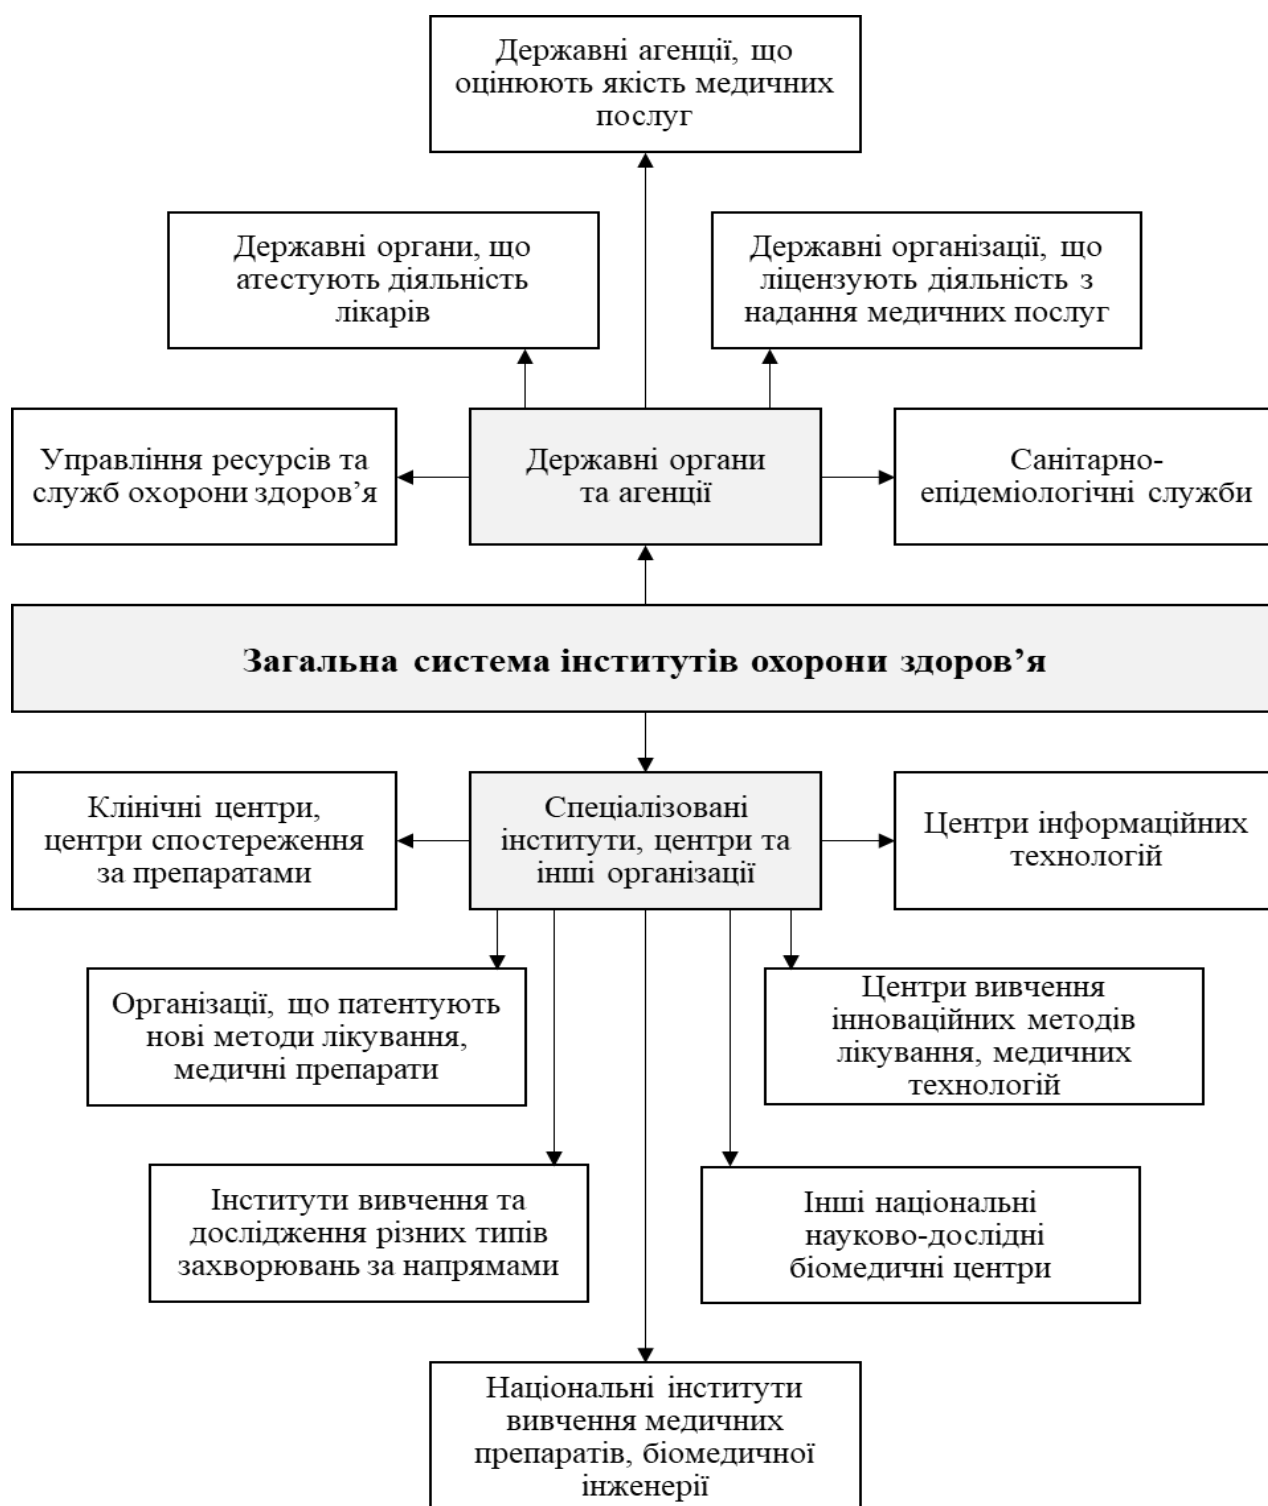 Державні агенції, що
оцінюють якість медичних
послуг
Державні органи, що
атестують діяльність
лікарів
Державні організації, що
ліцензують діяльність з
надання медичних послуг
Управління ресурсів та
служб охорони здоров’я
Державні органи
та агенції
Санітарно-
епідеміологічні служби
Загальна система інститутів охорони здоров’я
Клінічні центри,
центри спостереження
за препаратами
Спеціалізовані
інститути, центри та
інші організації
Центри інформаційних
технологій
Організації, що патентують
нові методи лікування,
медичні препарати
Центри вивчення
інноваційних методів
лікування, медичних
технологій
Інститути вивчення та
дослідження різних типів
захворювань за напрямами
Інші національні
науково-дослідні
біомедичні центри
Національні інститути
вивчення медичних
препаратів, біомедичної
інженерії